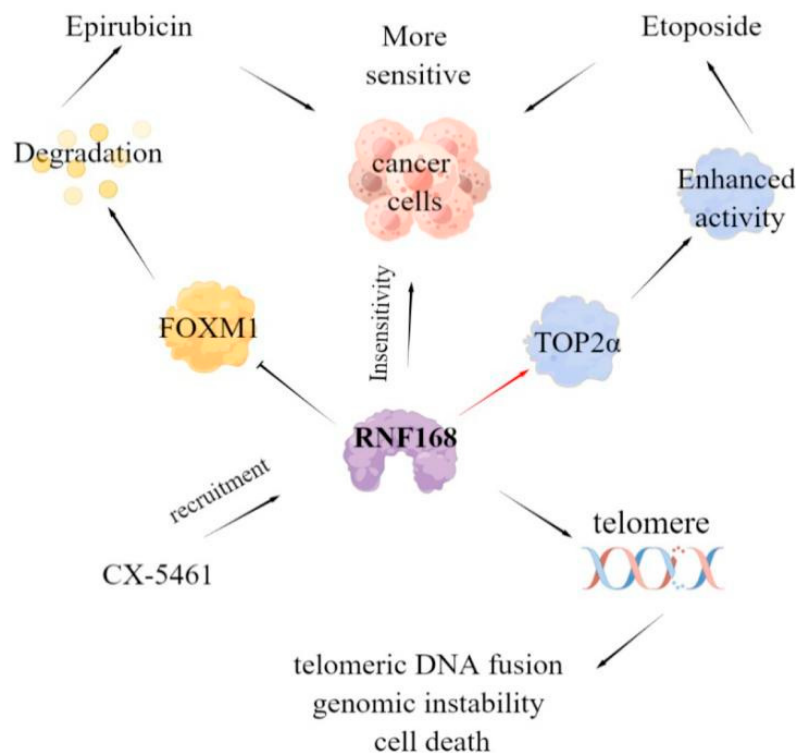 Epirubicin
More
sensitive
Etoposide
Degradation
cancer
cells
Enhanced
activity
Insensitivity
FOXM1
TOP2α
RNF168
recruitment
CX-5461
telomere
telomeric DNA fusion
genomic instability
cell death